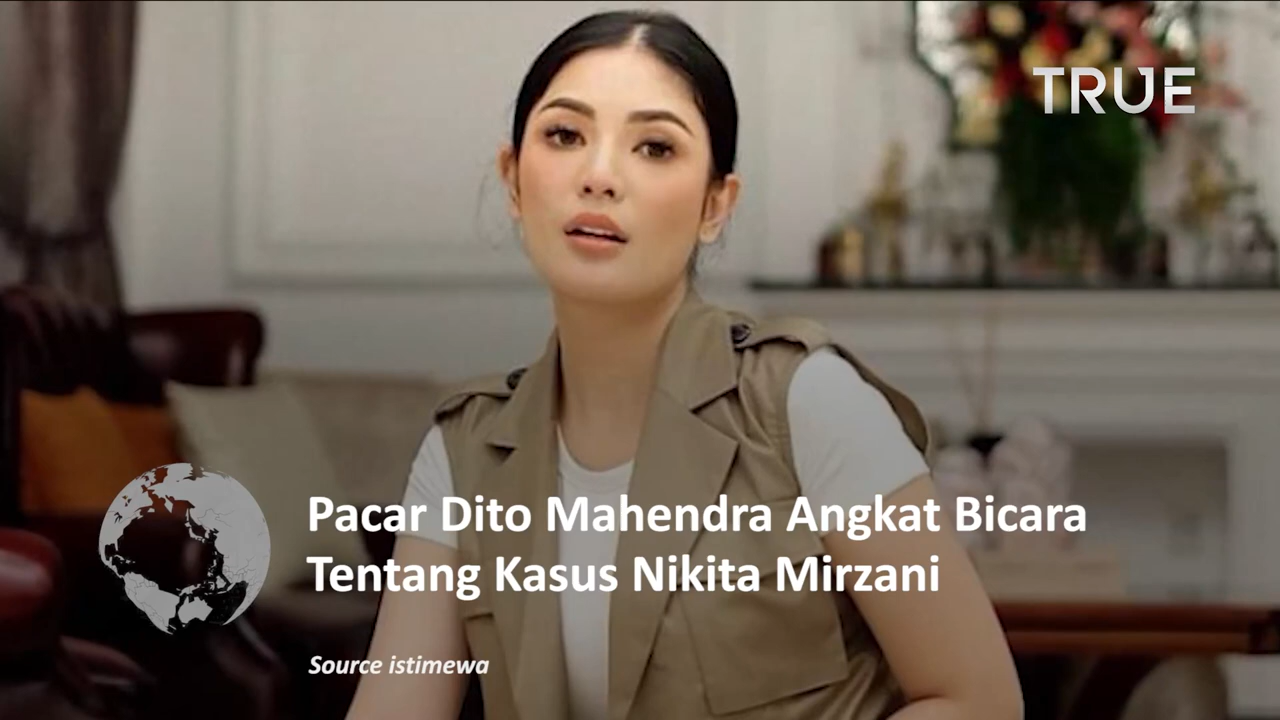 TRUE
Pacar Dito Mahendra Angkat Bicara
Tentang Kasus Nikita Mirzani
Source istimewa